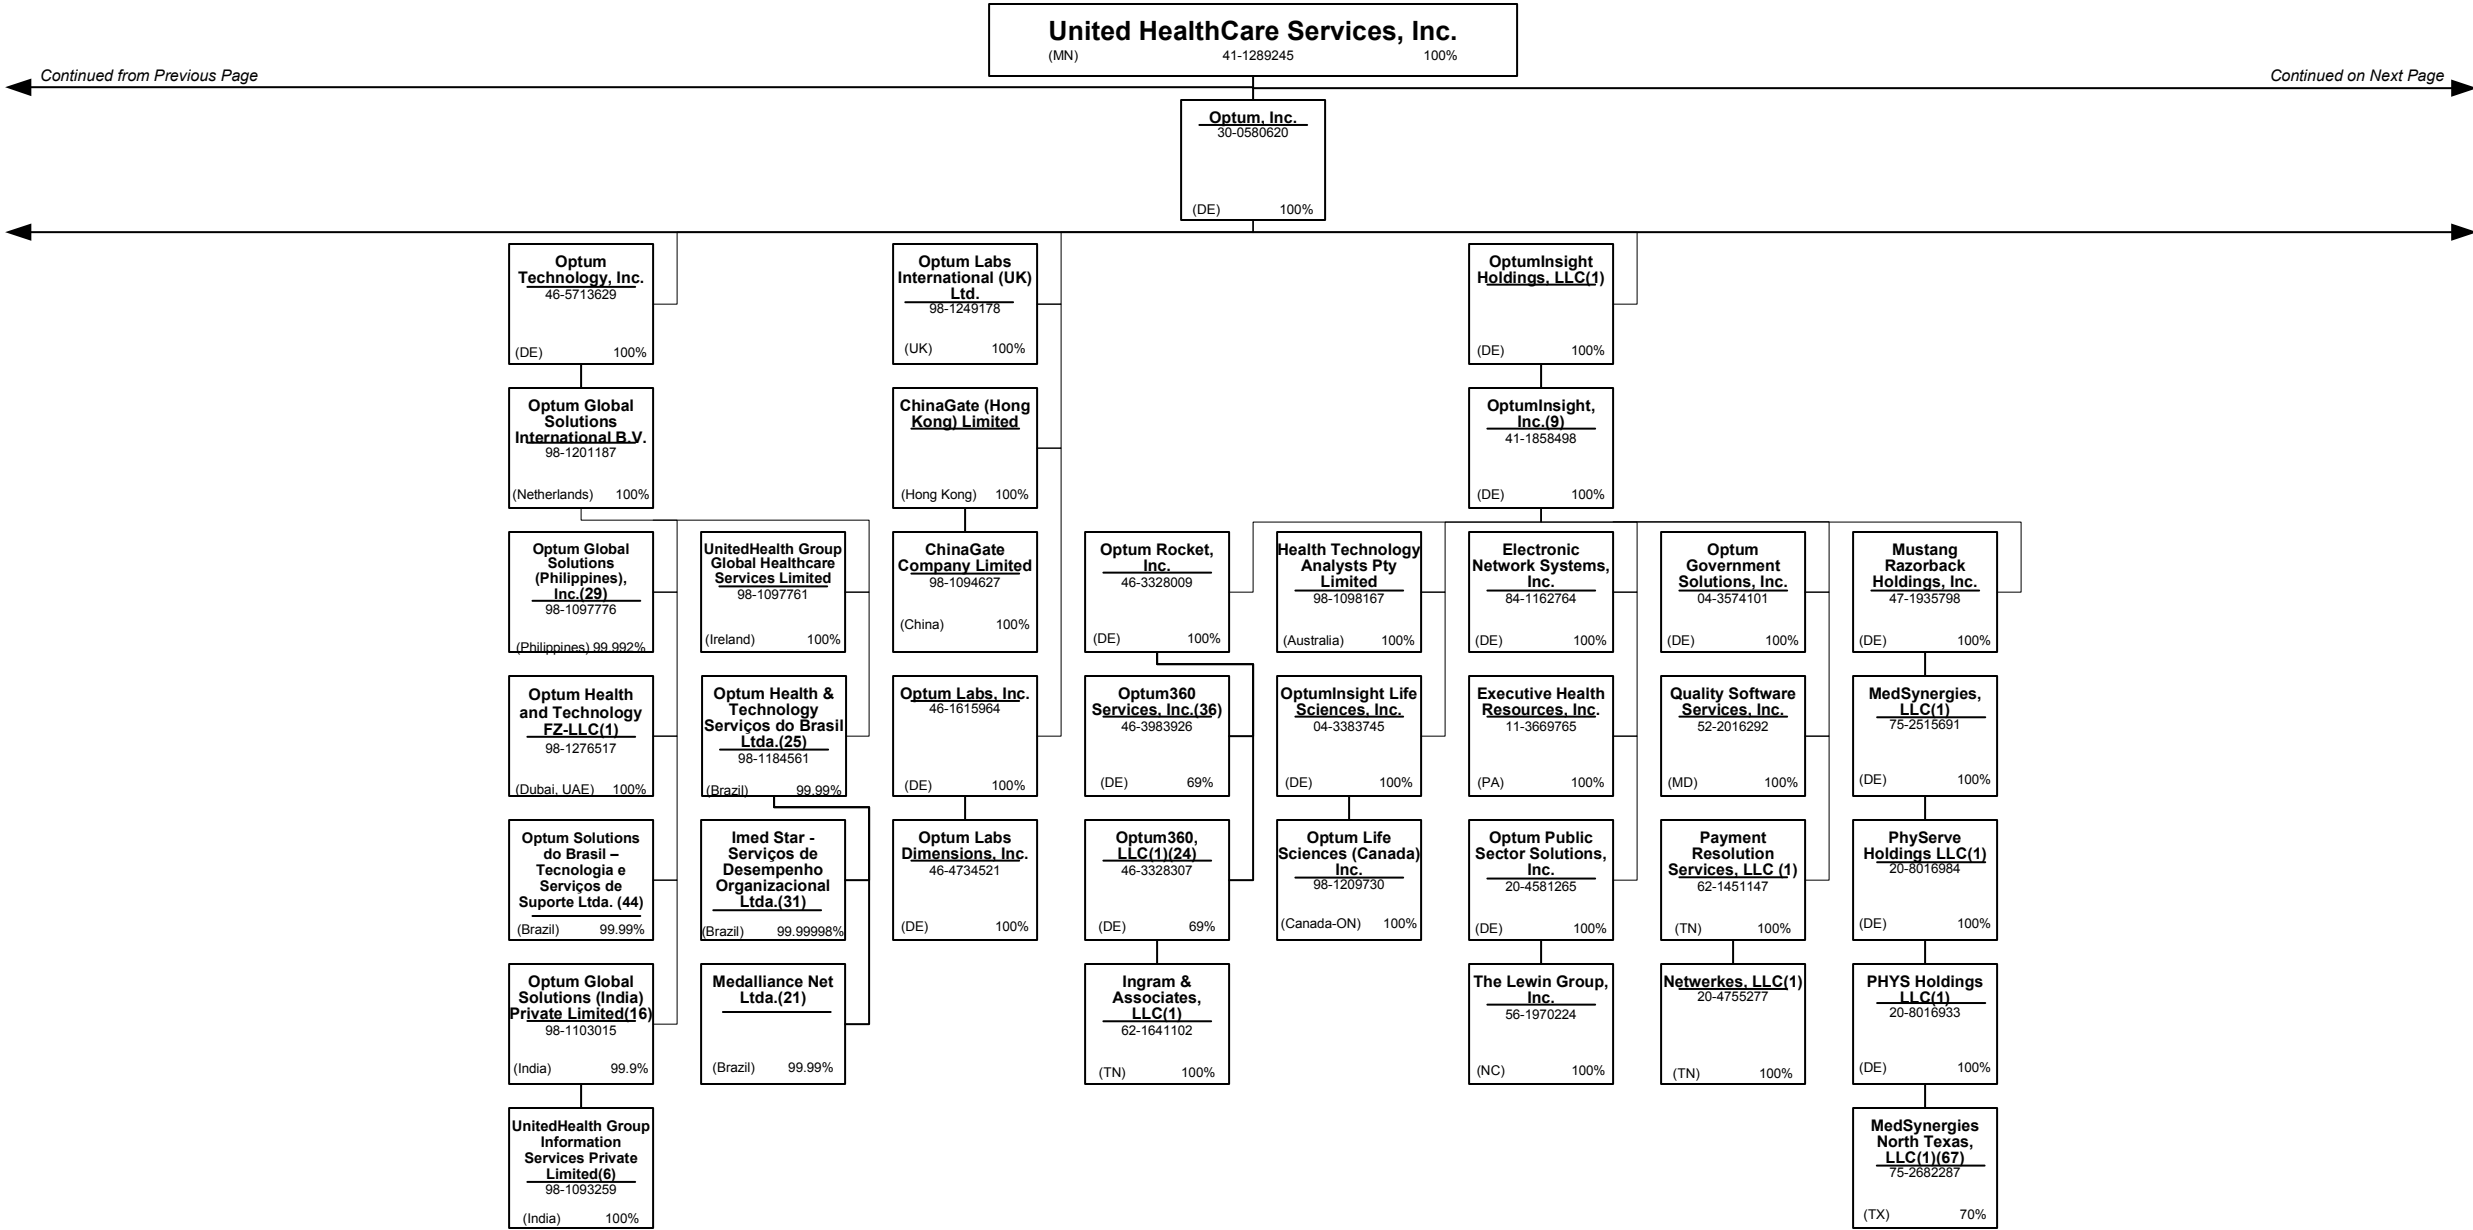 United HealthCare Services, Inc.
(MN) 41-1289245 100%
Continued from Previous Page
Continued on Next Page
Optum, Inc.
30-0580620
(DE) 100%
Optum
Technology, Inc.
46-5713629
(DE) 100%
Optum Labs
International (UK)
Ltd.
98-1249178
(UK) 100%
OptumInsight
Holdings, LLC(1)
(DE) 100%
Optum Global
Solutions
International B.V.
98-1201187
(Netherlands) 100%
ChinaGate (Hong
Kong) Limited
(Hong Kong) 100%
OptumInsight,
Inc.(9)
41-1858498
(DE) 100%
Optum Global
Solutions
(Philippines),
Inc.(29)
98-1097776
(Philippines) 99.992%
UnitedHealth Group
Global Healthcare
Services Limited
98-1097761
(Ireland) 100%
ChinaGate
Company Limited
98-1094627
(China) 100%
Optum Rocket,
Inc.
46-3328009
(DE) 100%
Health Technology
Analysts Pty
Limited
98-1098167
(Australia) 100%
Electronic
Network Systems,
Inc.
84-1162764
(DE) 100%
Optum
Government
Solutions, Inc.
04-3574101
(DE) 100%
Mustang
Razorback
Holdings, Inc.
47-1935798
(DE) 100%
Optum Health
and Technology
FZ-LLC(1)
98-1276517
(Dubai, UAE) 100%
Optum Health &
Technology
Serviços do Brasil
Ltda.(25)
98-1184561
(Brazil) 99.99%
Optum Labs, Inc.
46-1615964
(DE) 100%
Optum360
Services, Inc.(36)
46-3983926
(DE) 69%
OptumInsight Life
Sciences, Inc.
04-3383745
(DE) 100%
Executive Health
Resources, Inc.
11-3669765
(PA) 100%
Quality Software
Services, Inc.
52-2016292
(MD) 100%
MedSynergies,
LLC(1)
75-2515691
(DE) 100%
Optum Solutions
do Brasil –
Tecnologia e
Serviços de
Suporte Ltda. (44)
(Brazil) 99.99%
Imed Star -
Serviços de
Desempenho
Organizacional
Ltda.(31)
(Brazil) 99.99998%
Optum Labs
Dimensions, Inc.
46-4734521
(DE) 100%
Optum360,
LLC(1)(24)
46-3328307
(DE) 69%
Optum Life
Sciences (Canada)
Inc.
98-1209730
(Canada-ON) 100%
Optum Public
Sector Solutions,
Inc.
20-4581265
(DE) 100%
Payment
Resolution
Services, LLC (1)
62-1451147
(TN) 100%
PhyServe
Holdings LLC(1)
20-8016984
(DE) 100%
Optum Global
Solutions (India)
Private Limited(16)
98-1103015
(India) 99.9%
Medalliance Net
Ltda.(21)
(Brazil) 99.99%
Ingram &
Associates,
LLC(1)
62-1641102
(TN) 100%
The Lewin Group,
Inc.
56-1970224
(NC) 100%
Netwerkes, LLC(1)
20-4755277
(TN) 100%
PHYS Holdings
LLC(1)
20-8016933
(DE) 100%
UnitedHealth Group
Information
Services Private
Limited(6)
98-1093259
(India) 100%
MedSynergies
North Texas,
LLC(1)(67)
75-2682287
(TX) 70%